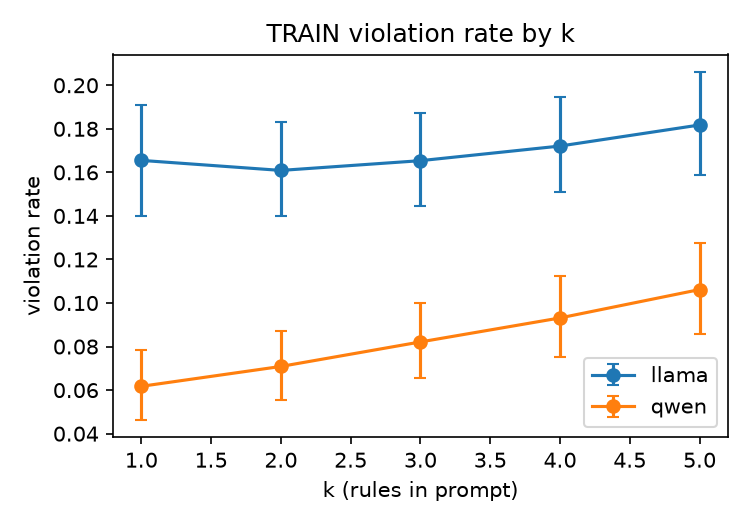 TRAIN violation rate by k
violation rate
0.20
0.18
0.16
0.14
0.12
0.10
0.08
0.06
0.04
llama
qwen
1.0 1.5 2.0 2.5 3.0 3.5 4.0 4.5 5.0
k (rules in prompt)